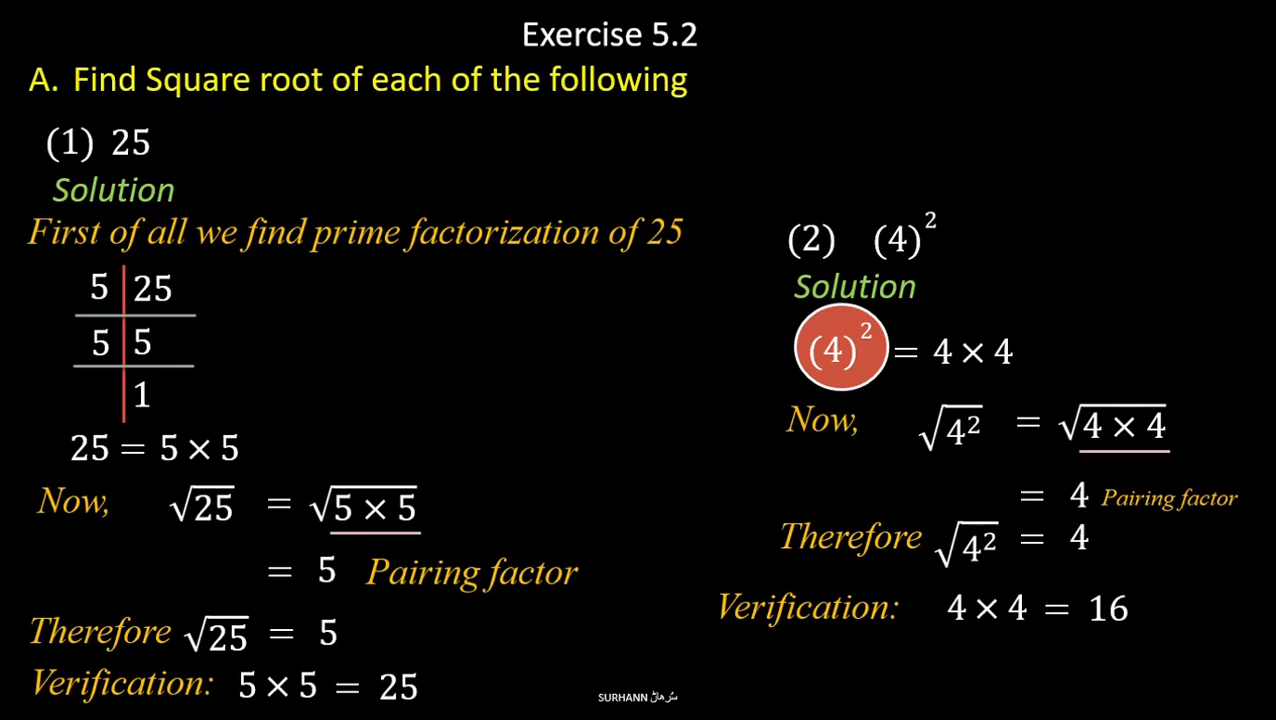 Exercise 5.2
A. Find Square root of each of the following
(1) 25
Solution
First of all we find prime factorization of 25
5 | 25
5 | 5
1
25 = 5 × 5
Now, √25 = √5 × 5
= 5 Pairing factor
Therefore √25 = 5
Verification: 5 × 5 = 25
(2) (4)²
Solution
(4)² = 4 × 4
Now, √4² = √4 × 4
= 4 Pairing factor
Therefore √4² = 4
Verification: 4 × 4 = 16
SURHANN سُرهاڻ